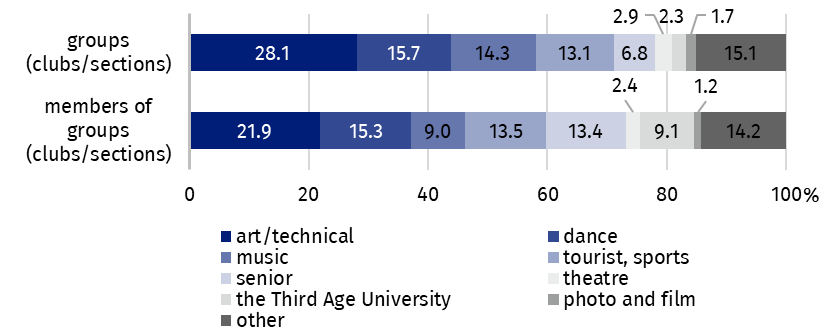 2.9 2.3 1.7
groups
(clubs/sections)
28.1 15.7 14.3 13.1 6.8 15.1
2.4 1.2
members of
groups
(clubs/sections)
21.9 15.3 9.0 13.5 13.4 9.1 14.2
0 20 40 60 80 100%
art/technical dance
music tourist, sports
senior theatre
the Third Age University photo and film
other